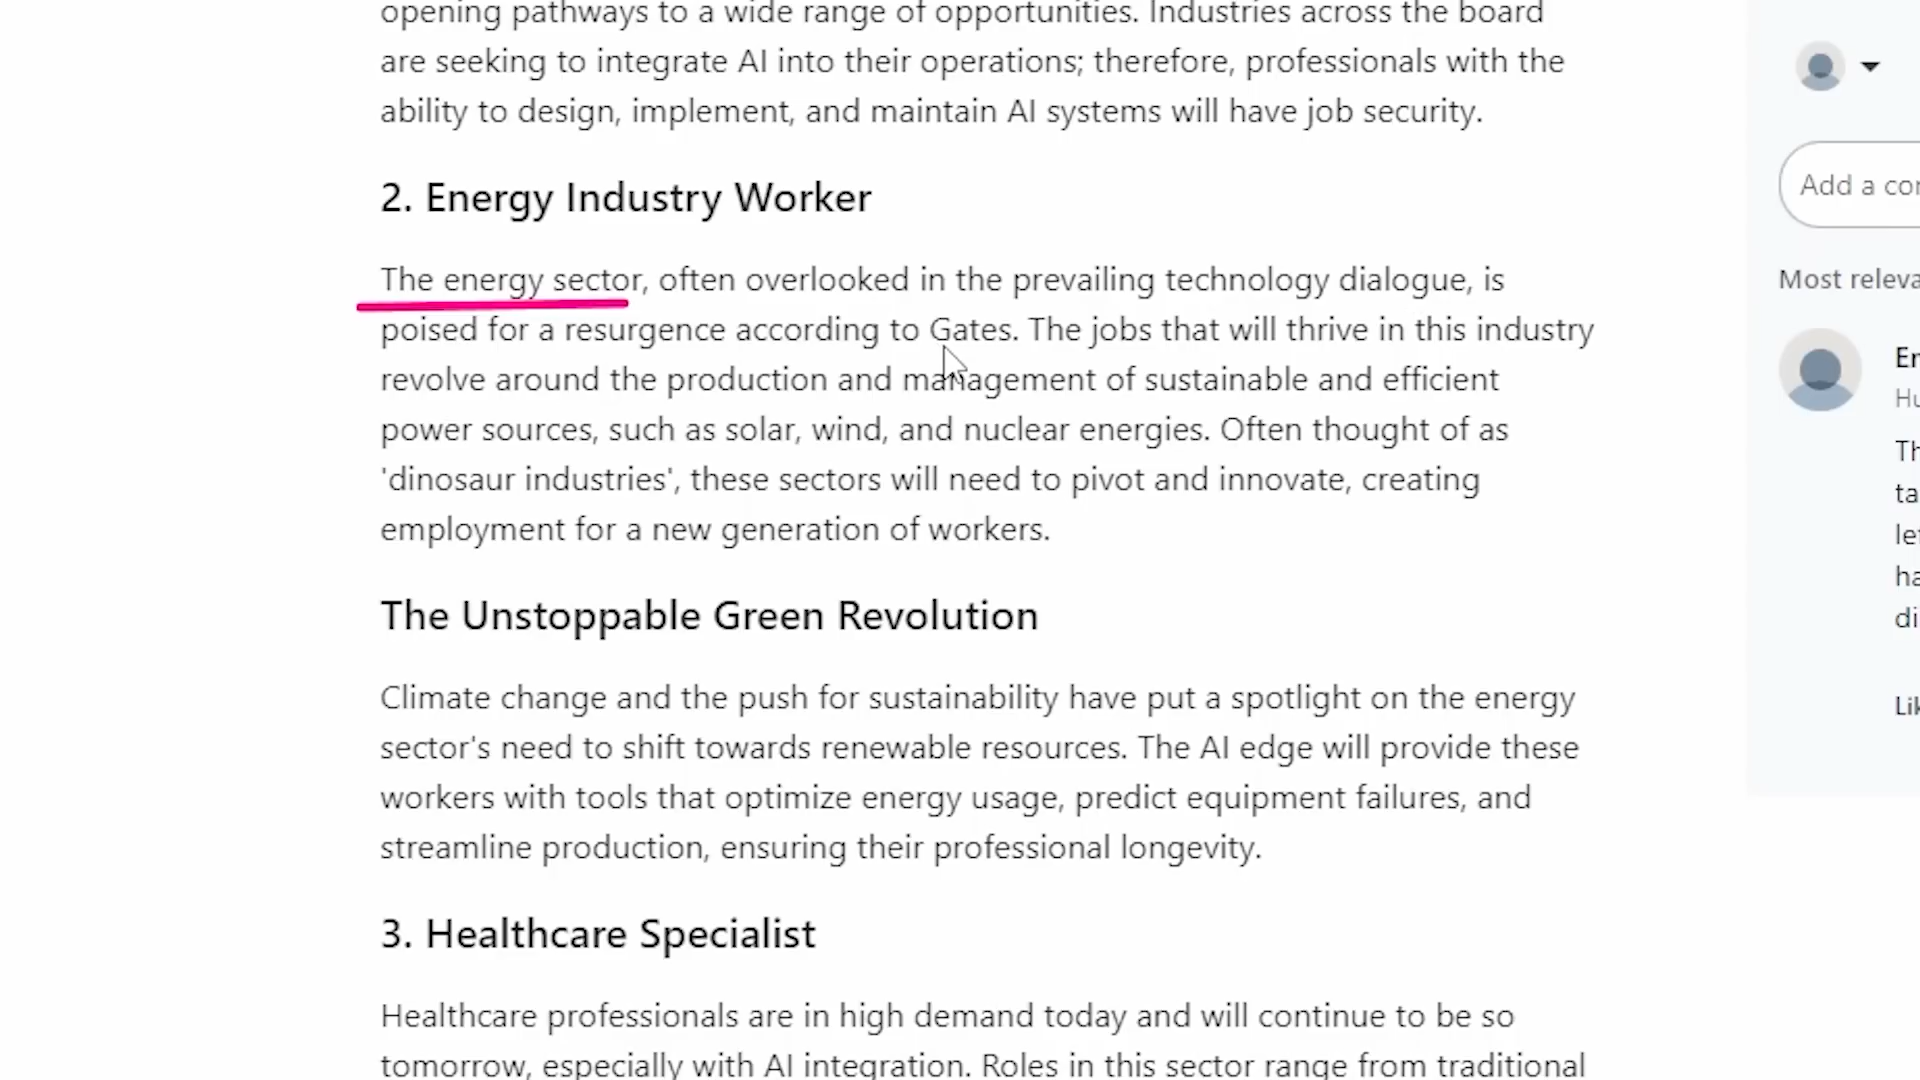 opening pathways to a wide range of opportunities. Industries across the board
are seeking to integrate AI into their operations; therefore, professionals with the
ability to design, implement, and maintain AI systems will have job security.
2. Energy Industry Worker
The energy sector, often overlooked in the prevailing technology dialogue, is
poised for a resurgence according to Gates. The jobs that will thrive in this industry
revolve around the production and management of sustainable and efficient
power sources, such as solar, wind, and nuclear energies. Often thought of as
'dinosaur industries', these sectors will need to pivot and innovate, creating
employment for a new generation of workers.
The Unstoppable Green Revolution
Climate change and the push for sustainability have put a spotlight on the energy
sector's need to shift towards renewable resources. The AI edge will provide these
workers with tools that optimize energy usage, predict equipment failures, and
streamline production, ensuring their professional longevity.
3. Healthcare Specialist
Healthcare professionals are in high demand today and will continue to be so
tomorrow, especially with AI integration. Roles in this sector range from traditional
Add a
Most